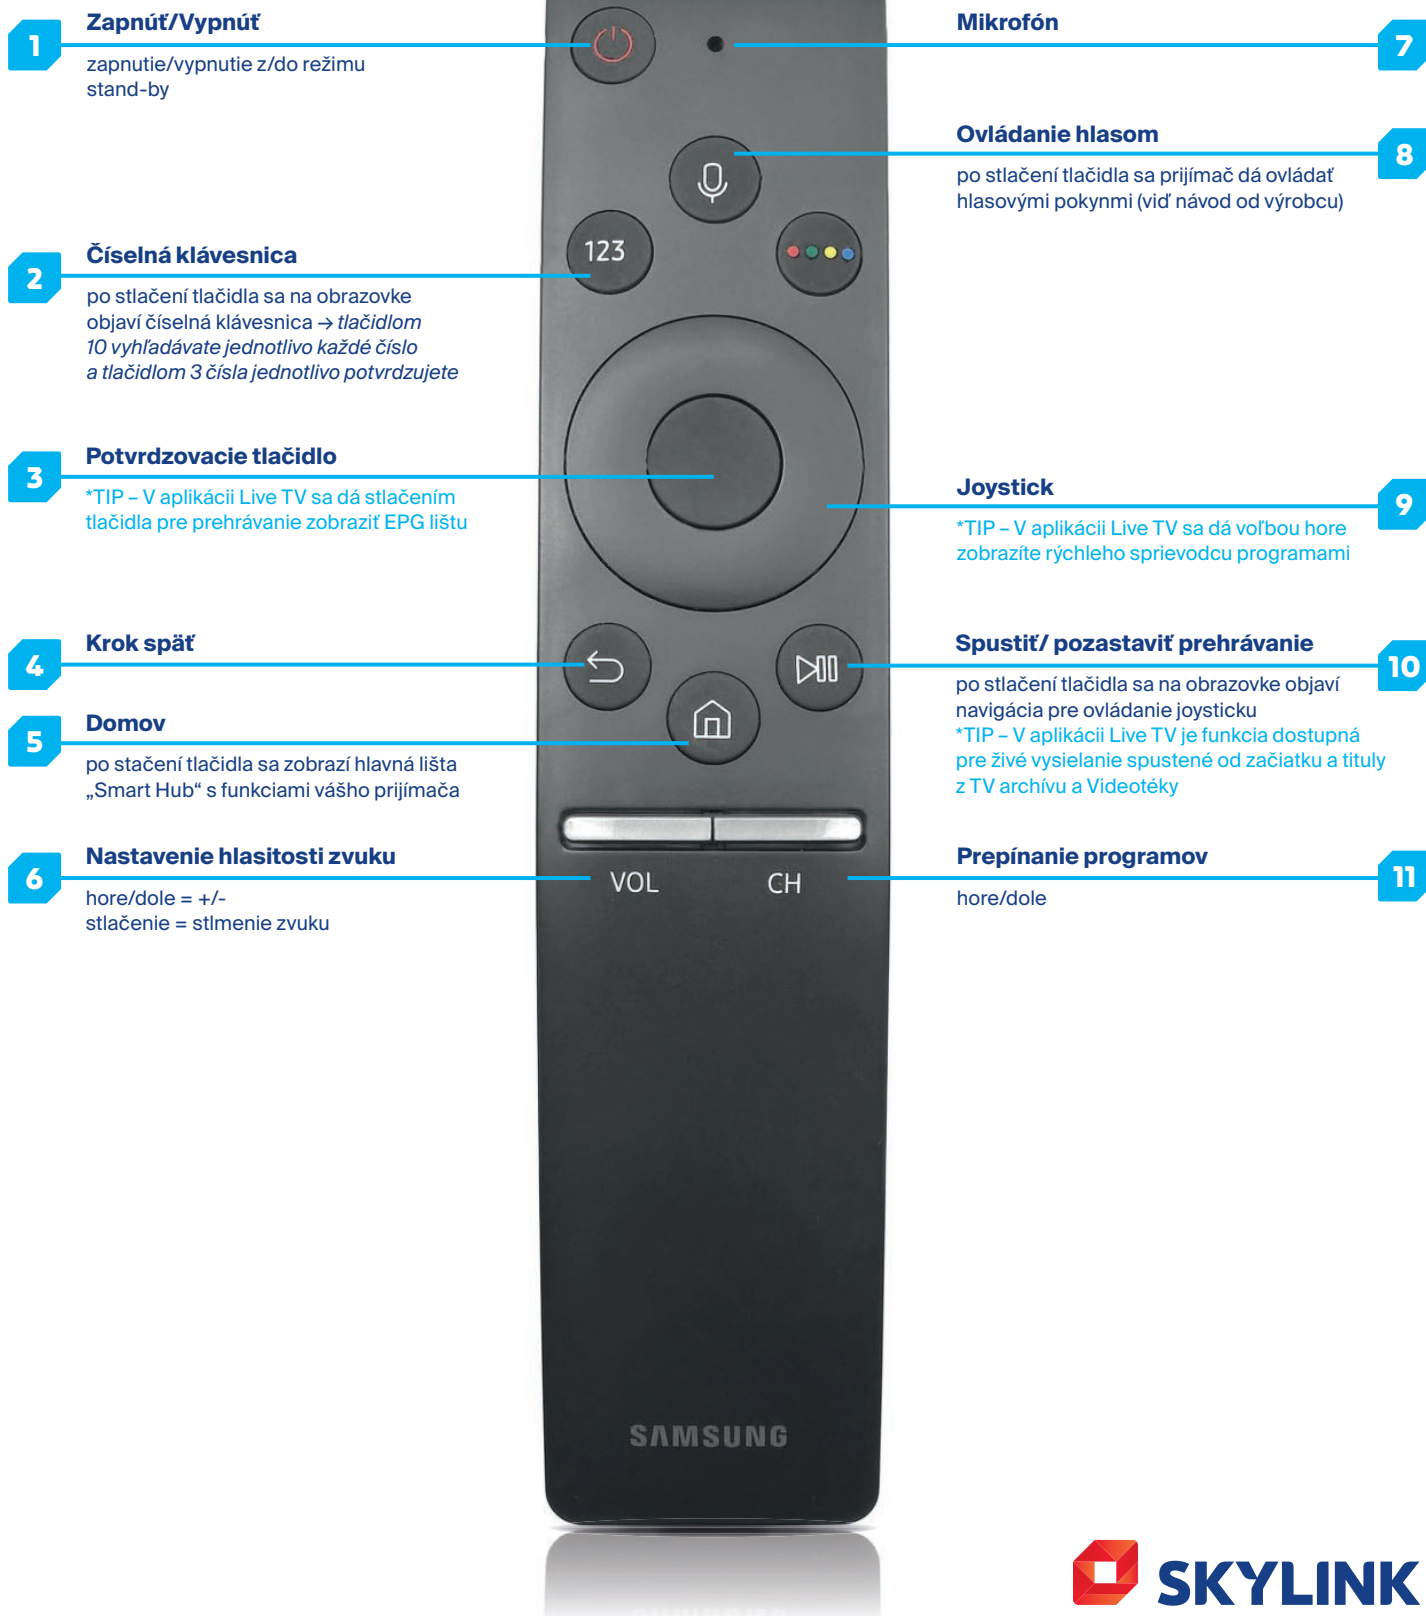 1
Zapnúť/Vypnúť
zapnutie/vypnutie z/do režimu
stand-by
2
Číselná klávesnica
po stlačení tlačidla sa na obrazovke
objaví číselná klávesnica → tlačidlom
10 vyhľadávate jednotlivo každé číslo
a tlačidlom 3 čísla jednotlivo potvrdzujete
3
Potvrdzovacie tlačidlo
*TIP – V aplikácii Live TV sa dá stlačením
tlačidla pre prehrávanie zobraziť EPG lištu
4
Krok späť
5
Domov
po stačení tlačidla sa zobrazí hlavná lišta
„Smart Hub“ s funkciami vášho prijímača
6
Nastavenie hlasitosti zvuku
hore/dole = +/-
stlačenie = stlmenie zvuku
123
VOL
CH
SAMSUNG
Mikrofón
7
Ovládanie hlasom
8
po stlačení tlačidla sa prijímač dá ovládať
hlasovými pokynmi (viď návod od výrobcu)
Joystick
9
*TIP – V aplikácii Live TV sa dá voľbou hore
zobrazíte rýchleho sprievodcu programami
Spustiť/ pozastaviť prehrávanie
10
po stlačení tlačidla sa na obrazovke objaví
navigácia pre ovládanie joysticku
*TIP – V aplikácii Live TV je funkcia dostupná
pre živé vysielanie spustené od začiatku a tituly
z TV archívu a Videotéky
Prepínanie programov
11
hore/dole
SKYLINK